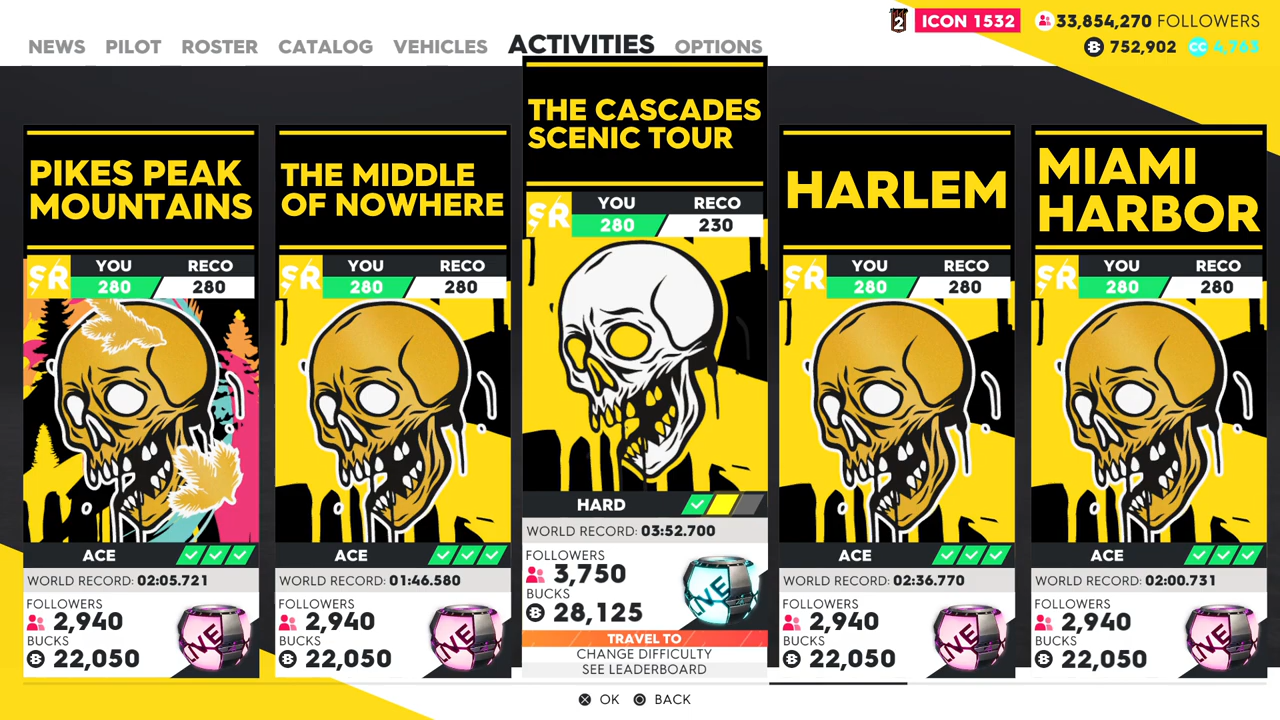 2 ICON 1532 33,854,270 FOLLOWERS
NEWS PILOT ROSTER CATALOG VEHICLES ACTIVITIES OPTIONS
B 752,902 CC 4,763
PIKES PEAK
MOUNTAINS
SR YOU RECO
280 280
ACE
WORLD RECORD: 02:05.721
FOLLOWERS
2,940
BUCKS
B 22,050
LIVE
THE MIDDLE
OF NOWHERE
SR YOU RECO
280 280
ACE
WORLD RECORD: 01:46.580
FOLLOWERS
2,940
BUCKS
B 22,050
LIVE
THE CASCADES
SCENIC TOUR
SR YOU RECO
280 230
HARD
WORLD RECORD: 03:52.700
FOLLOWERS
3,750
BUCKS
B 28,125
LIVE
TRAVEL TO
CHANGE DIFFICULTY
SEE LEADERBOARD
HARLEM
SR YOU RECO
280 280
ACE
WORLD RECORD: 02:36.770
FOLLOWERS
2,940
BUCKS
B 22,050
LIVE
MIAMI
HARBOR
SR YOU RECO
280 280
ACE
WORLD RECORD: 02:00.731
FOLLOWERS
2,940
BUCKS
B 22,050
LIVE
OK BACK